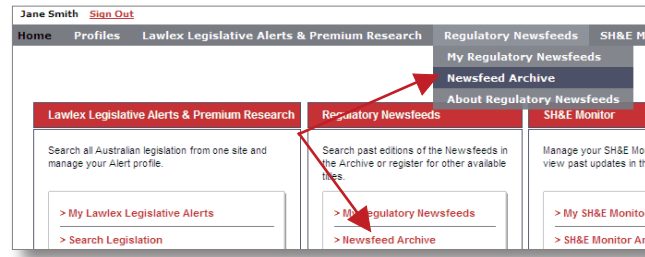 Jane Smith Sign Out
Home Profiles Lawlex Legislative Alerts & Premium Research Regulatory Newsfeeds SH&E M
My Regulatory Newsfeeds
Newsfeed Archive
About Regulatory Newsfeeds
Lawlex Legislative Alerts & Premium Research
Search all Australian legislation from one site and
manage your Alert profile.
> My Lawlex Legislative Alerts
> Search Legislation
Regulatory Newsfeeds
Search past editions of the Newsfeeds in
the Archive or register for other available
titles.
> My Regulatory Newsfeeds
> Newsfeed Archive
SH&E Monitor
Manage your SH&E Mo
view past updates in th
> My SH&E Monito
> SH&E Monitor Ar